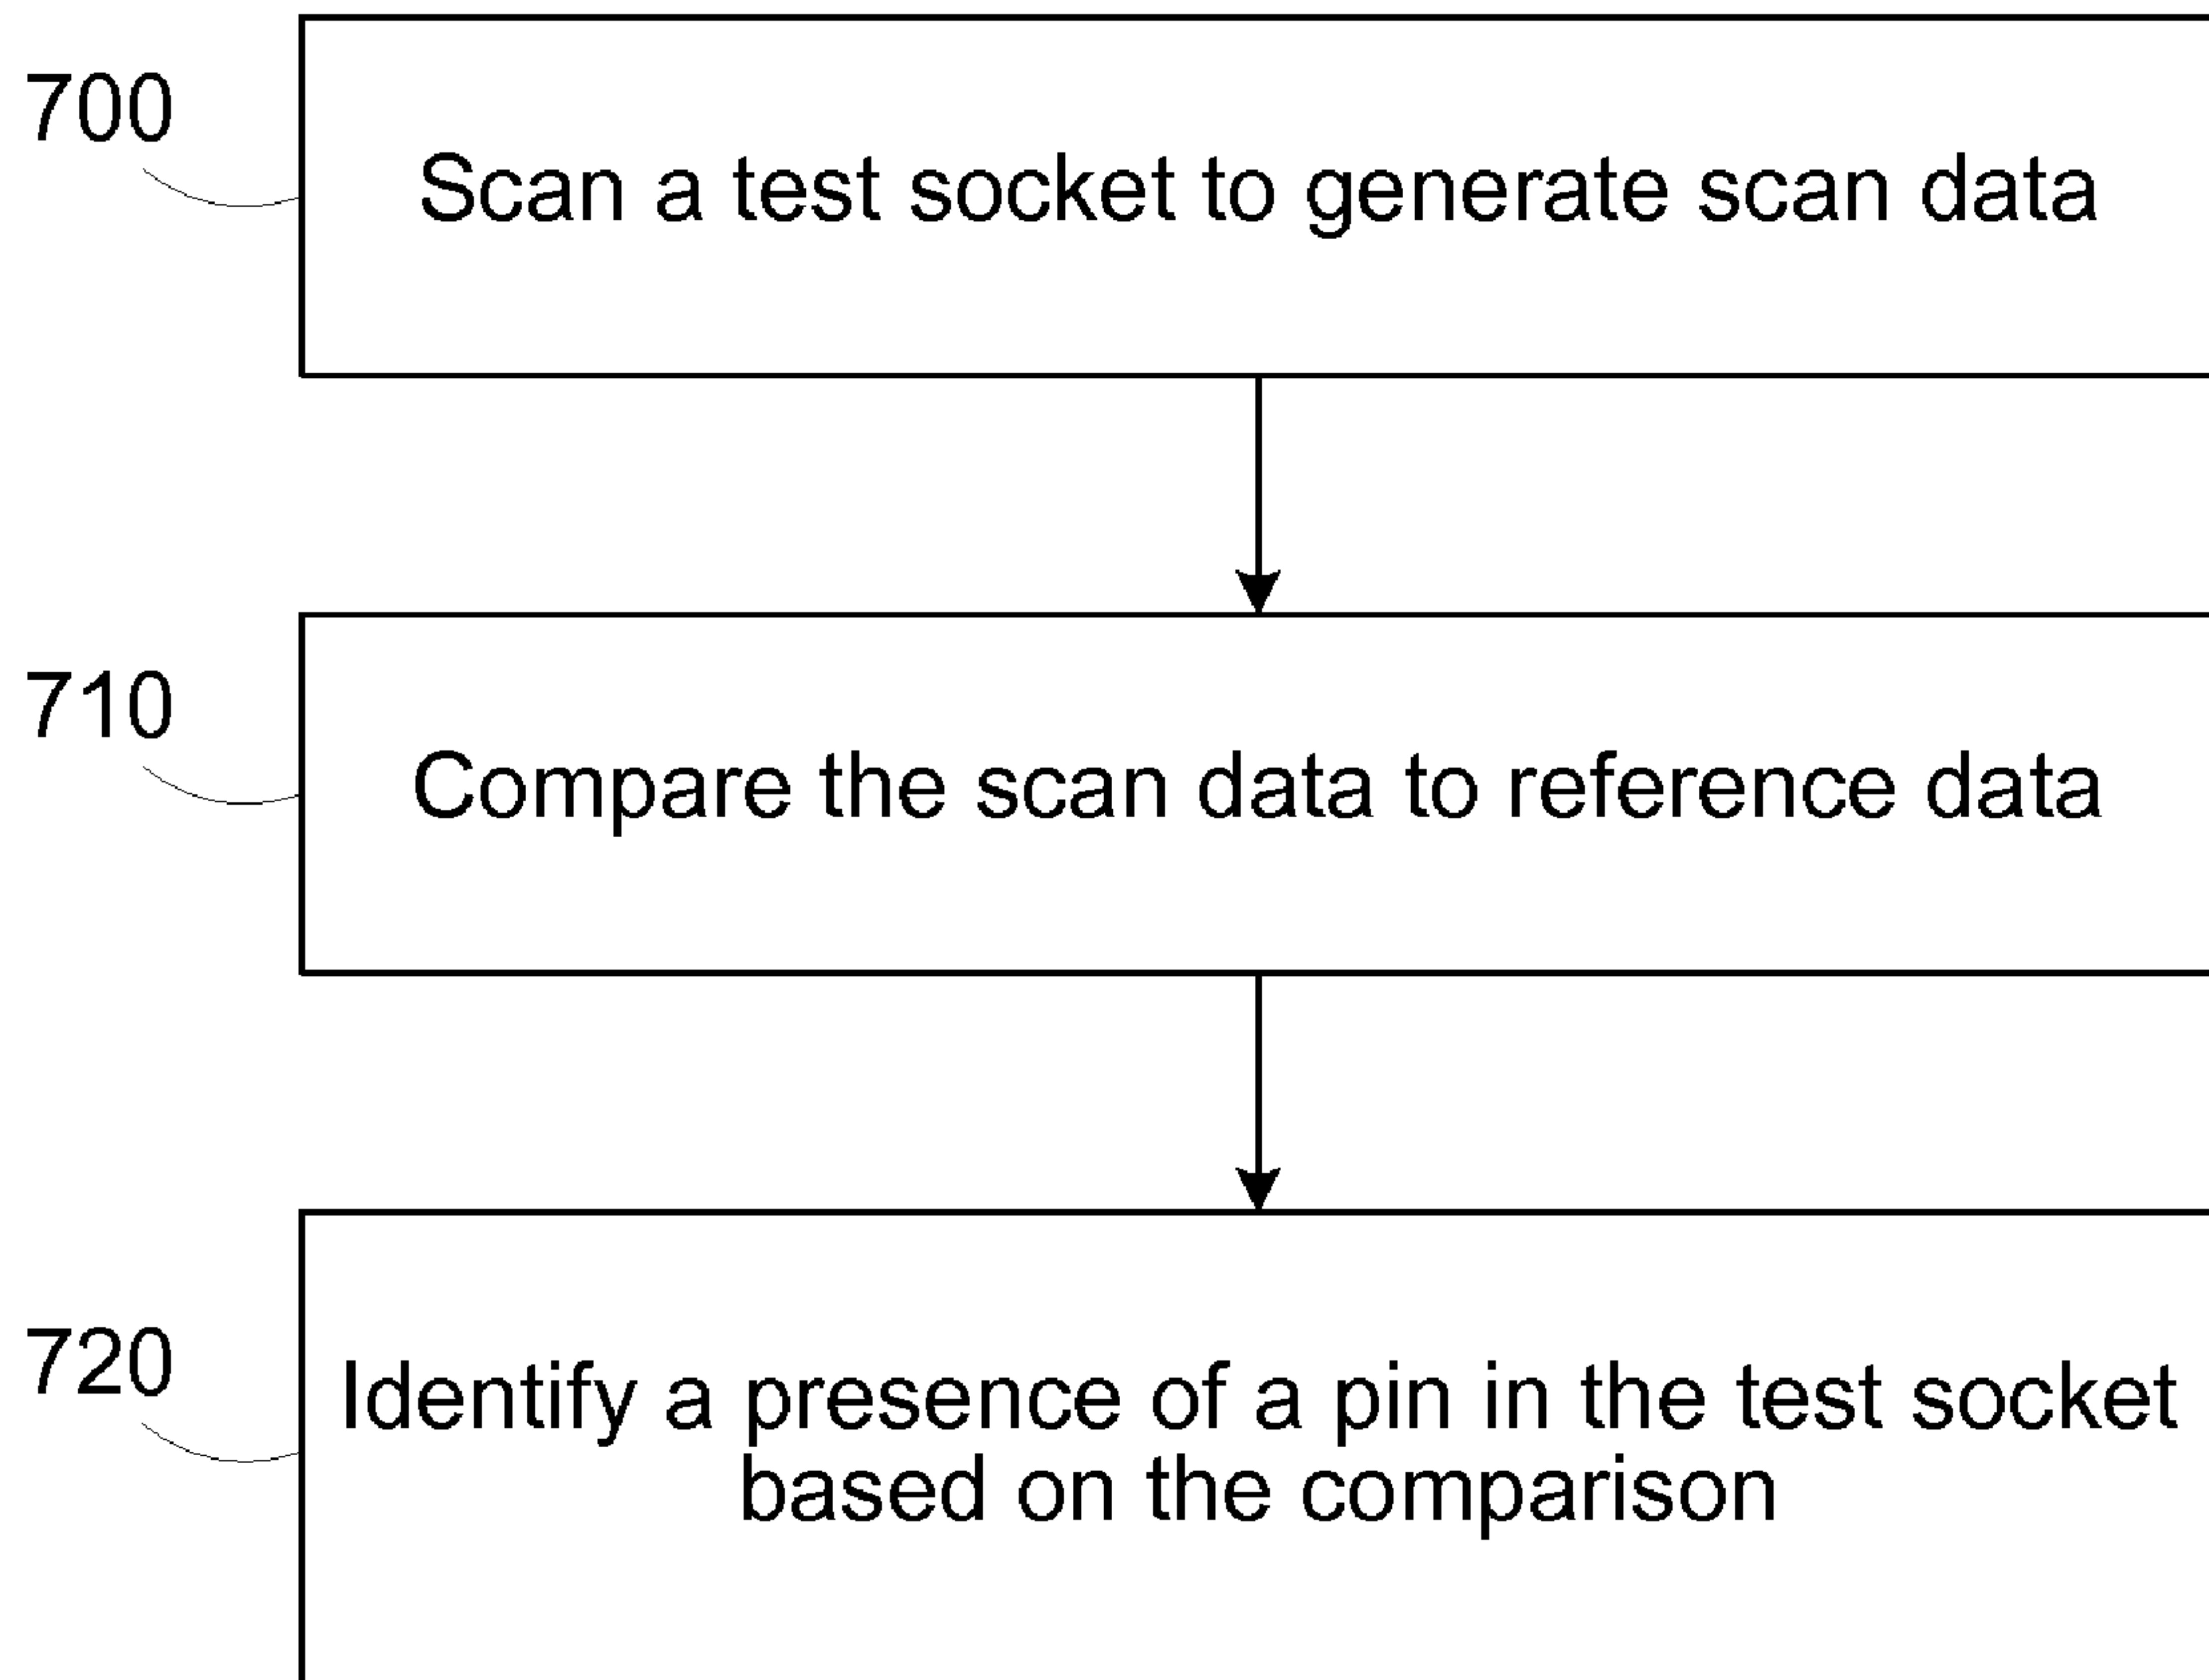 700
Scan a test socket to generate scan data
710
Compare the scan data to reference data
720
Identify a presence of a pin in the test socket
based on the comparison